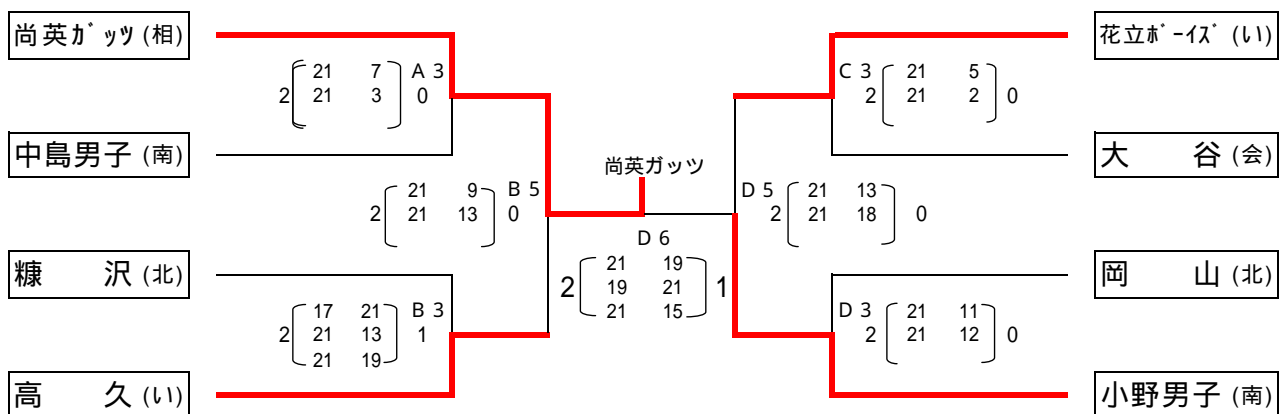 尚英ｶﾞｯﾂ (相)
花立ﾎﾞｰｲｽﾞ (い)
21 7 A 3
2 21 3 0
C 3 21 5
2 21 2 0
中島男子 (南)
大 谷 (会)
尚英ガッツ
21 9 B 5
2 21 13 0
D 5 21 13
2 21 18 0
D 6
21 19
2 19 21 1
21 15
糠 沢 (北)
岡 山 (北)
17 21 B 3
2 21 13 1
21 19
D 3 21 11
2 21 12 0
高 久 (い)
小野男子 (南)